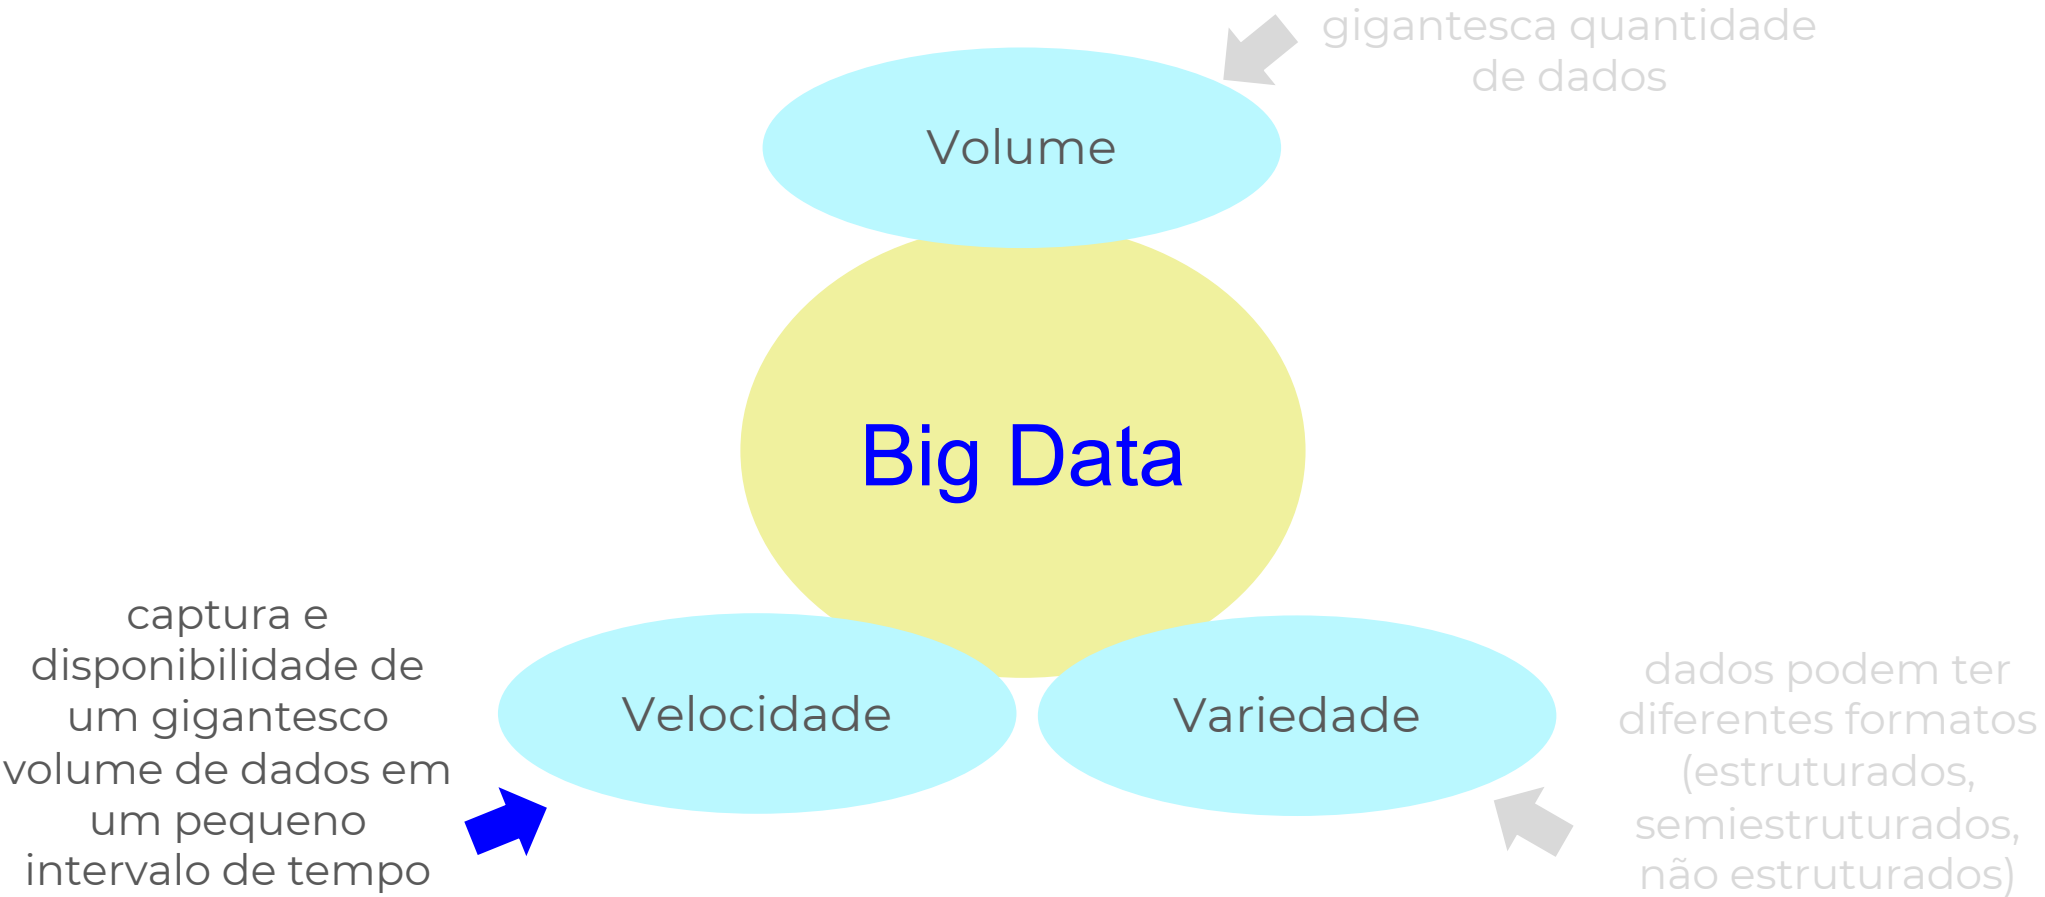 gigantesca quantidade
de dados
Volume
Big Data
captura e
disponibilidade de
um gigantesco
volume de dados em
um pequeno
intervalo de tempo
Velocidade
Variedade
dados podem ter
diferentes formatos
(estruturados,
semiestruturados,
não estruturados)